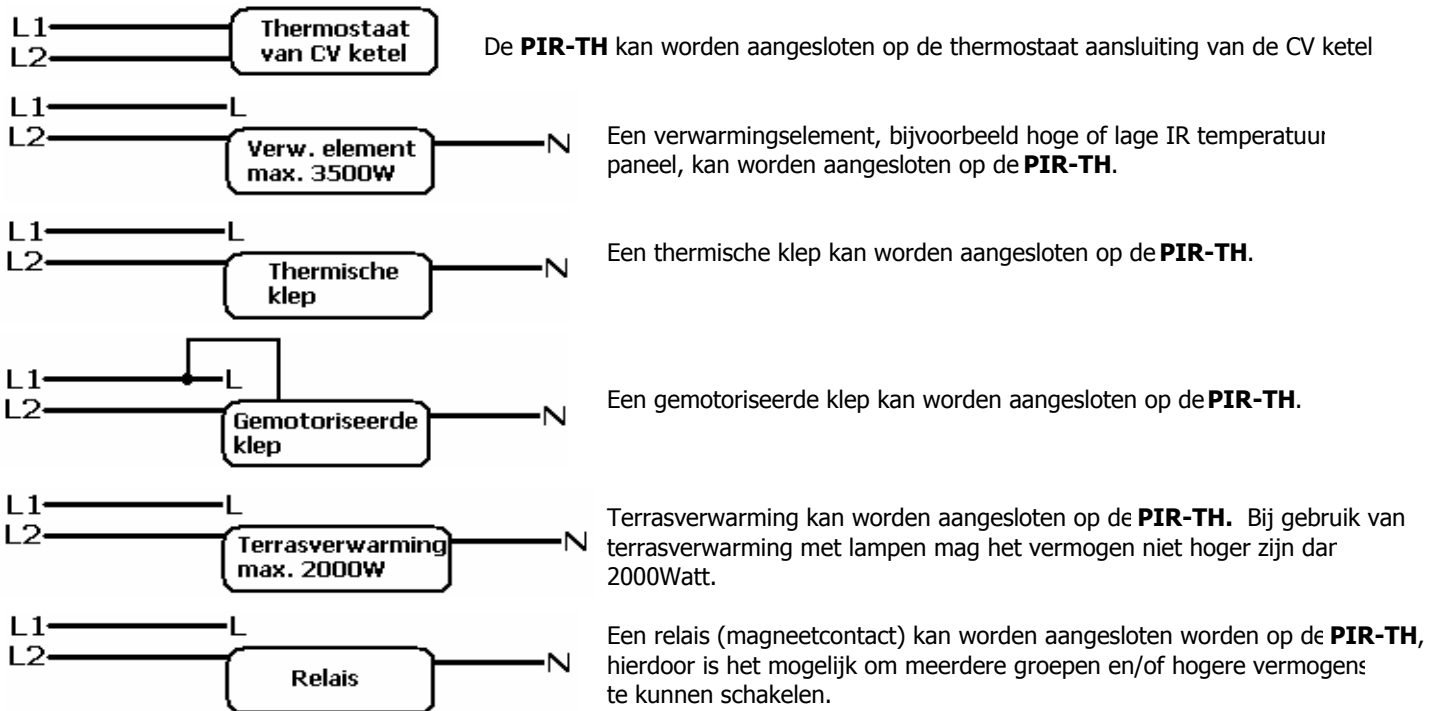 L1
L2
Thermostaat
van CV ketel
De PIR-TH kan worden aangesloten op de thermostaat aansluiting van de CV ketel
L1 L
L2
Verw. element
max. 3500W
N
Een verwarmingselement, bijvoorbeeld hoge of lage IR temperatuur
paneel, kan worden aangesloten op de PIR-TH.
L1 L
L2
Thermische
klep
N
Een thermische klep kan worden aangesloten op de PIR-TH.
L1 L
L2
Gemotoriseerde
klep
N
Een gemotoriseerde klep kan worden aangesloten op de PIR-TH.
L1 L
L2
Terrasverwarming
max. 2000W
N
Terrasverwarming kan worden aangesloten op de PIR-TH. Bij gebruik van
terrasverwarming met lampen mag het vermogen niet hoger zijn dan
2000Watt.
L1 L
L2
Relais
N
Een relais (magneetcontact) kan worden aangesloten worden op de PIR-TH,
hierdoor is het mogelijk om meerdere groepen en/of hogere vermogens
te kunnen schakelen.